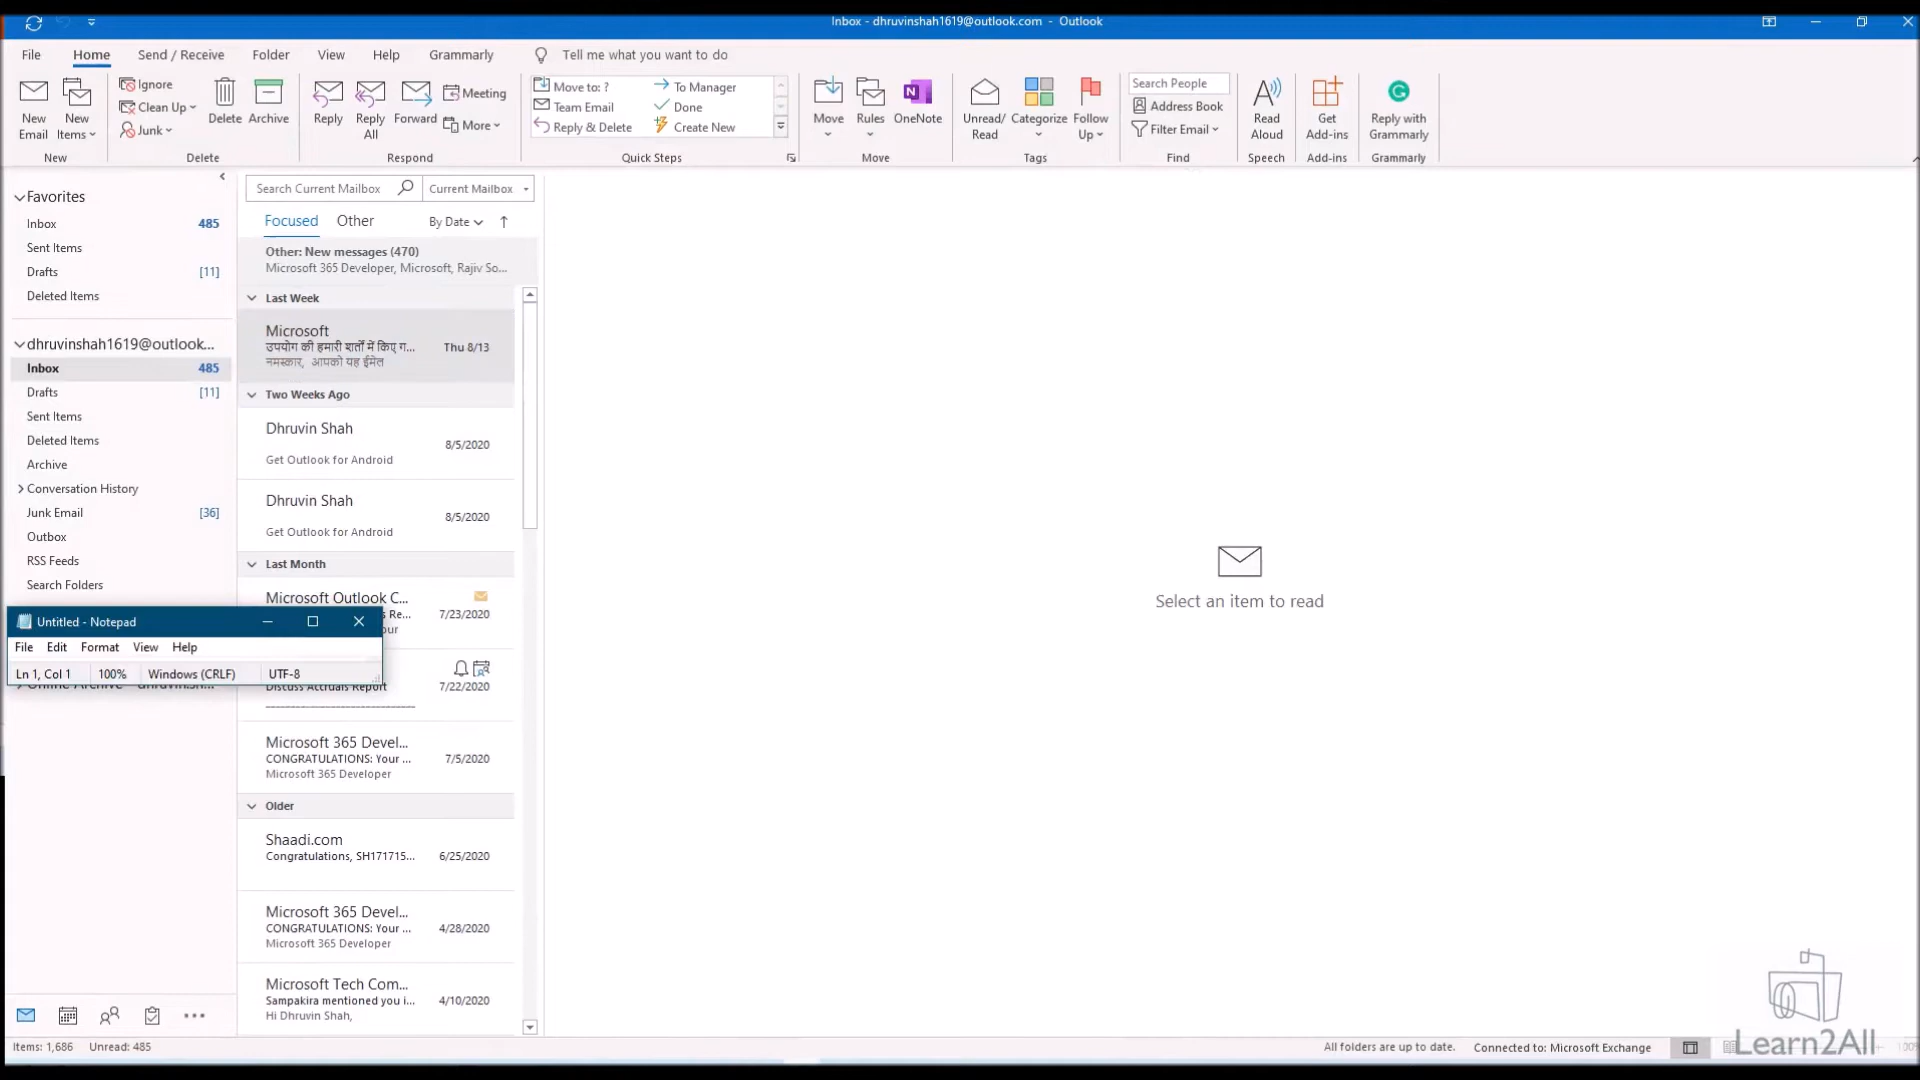 Inbox - dhruvinshah1619@outlook.com - Outlook
File Home Send / Receive Folder View Help Grammarly Tell me what you want to do
New Email
New Items
New
Ignore
Clean Up
Junk
Delete
Archive
Delete
Reply
Reply All
Forward
Meeting
More
Respond
Move to: ?
To Manager
Team Email
Done
Reply & Delete
Create New
Quick Steps
Move
Rules
OneNote
Move
Unread/ Read
Categorize
Follow Up
Tags
Search People
Address Book
Filter Email
Find
Read Aloud
Speech
Get Add-ins
Add-ins
Reply with Grammarly
Grammarly
Favorites
Inbox 485
Sent Items
Drafts [11]
Deleted Items
dhruvinshah1619@outlook...
Inbox 485
Drafts [11]
Sent Items
Deleted Items
Archive
Conversation History
Junk Email [36]
Outbox
RSS Feeds
Search Folders
Untitled - Notepad
File Edit Format View Help
Ln 1, Col 1 100% Windows (CRLF) UTF-8
Search Current Mailbox Current Mailbox
Focused Other By Date
Other: New messages (470)
Microsoft 365 Developer, Microsoft, Rajiv So...
Last Week
Microsoft
उपयोग की हमारी शर्तों में किए ग... Thu 8/13
नमस्कार, आपको यह ईमेल
Two Weeks Ago
Dhruvin Shah
8/5/2020
Get Outlook for Android
Dhruvin Shah
8/5/2020
Get Outlook for Android
Last Month
Microsoft Outlook C...
s Re... 7/23/2020
our
Discuss Accruals Report 7/22/2020
Microsoft 365 Devel...
CONGRATULATIONS: Your ... 7/5/2020
Microsoft 365 Developer
Older
Shaadi.com
Congratulations, SH171715... 6/25/2020
Microsoft 365 Devel...
CONGRATULATIONS: Your ... 4/28/2020
Microsoft 365 Developer
Microsoft Tech Com...
Sampakira mentioned you i... 4/10/2020
Hi Dhruvin Shah,
Select an item to read
Items: 1,686 Unread: 485
All folders are up to date. Connected to: Microsoft Exchange
Learn2All